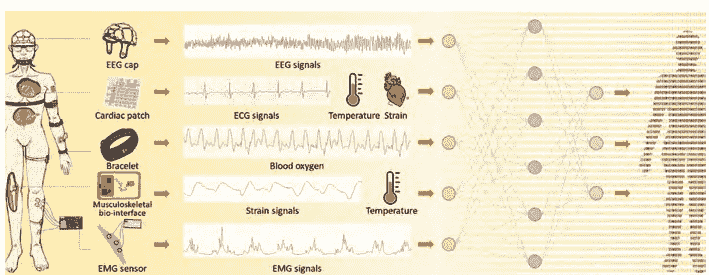 EEG cap
EEG signals
Cardiac patch
ECG signals
Temperature
Strain
Bracelet
Blood oxygen
Musculoskeletal
bio-interface
Strain signals
Temperature
EMG sensor
EMG signals